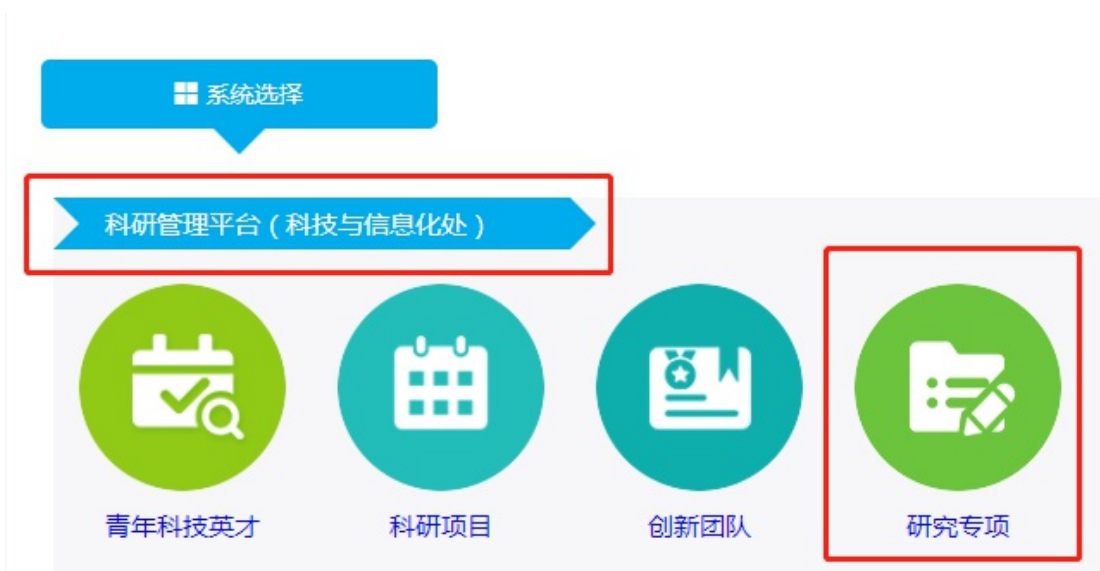 系统选择
科研管理平台（科技与信息化处）
青年科技英才
科研项目
创新团队
研究专项